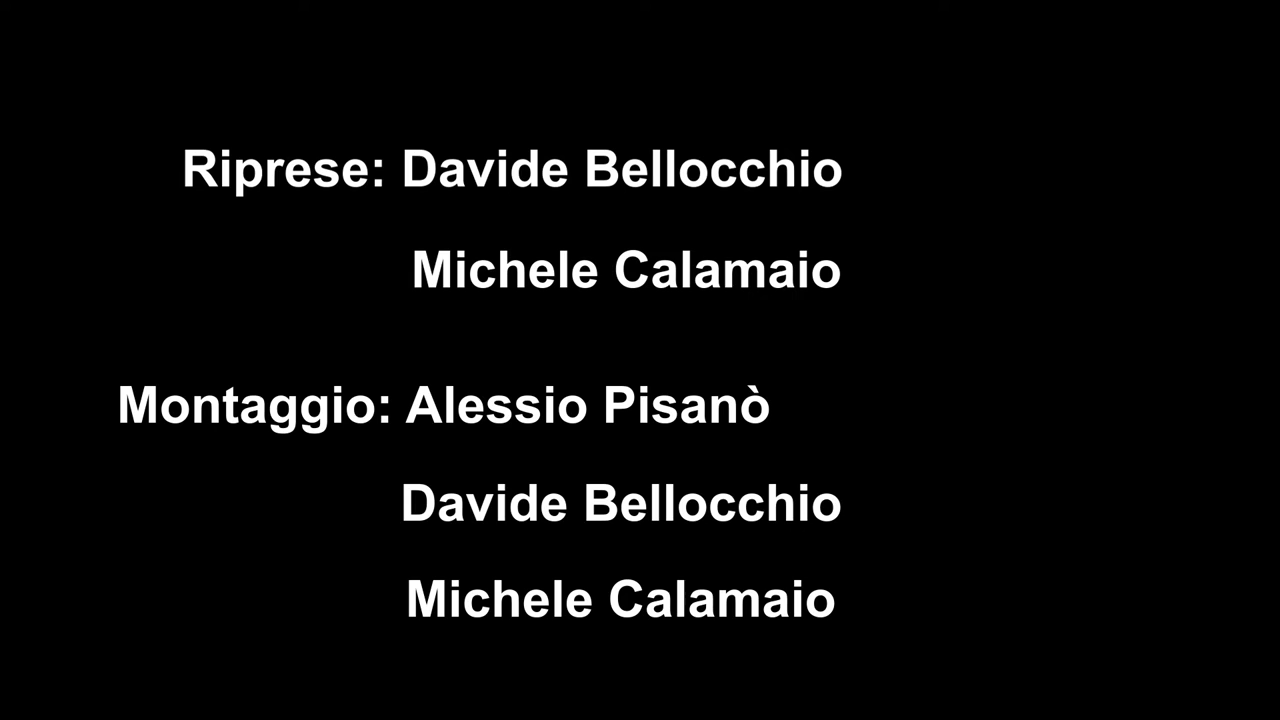 Riprese: Davide Bellocchio
Michele Calamaio
Montaggio: Alessio Pisanò
Davide Bellocchio
Michele Calamaio